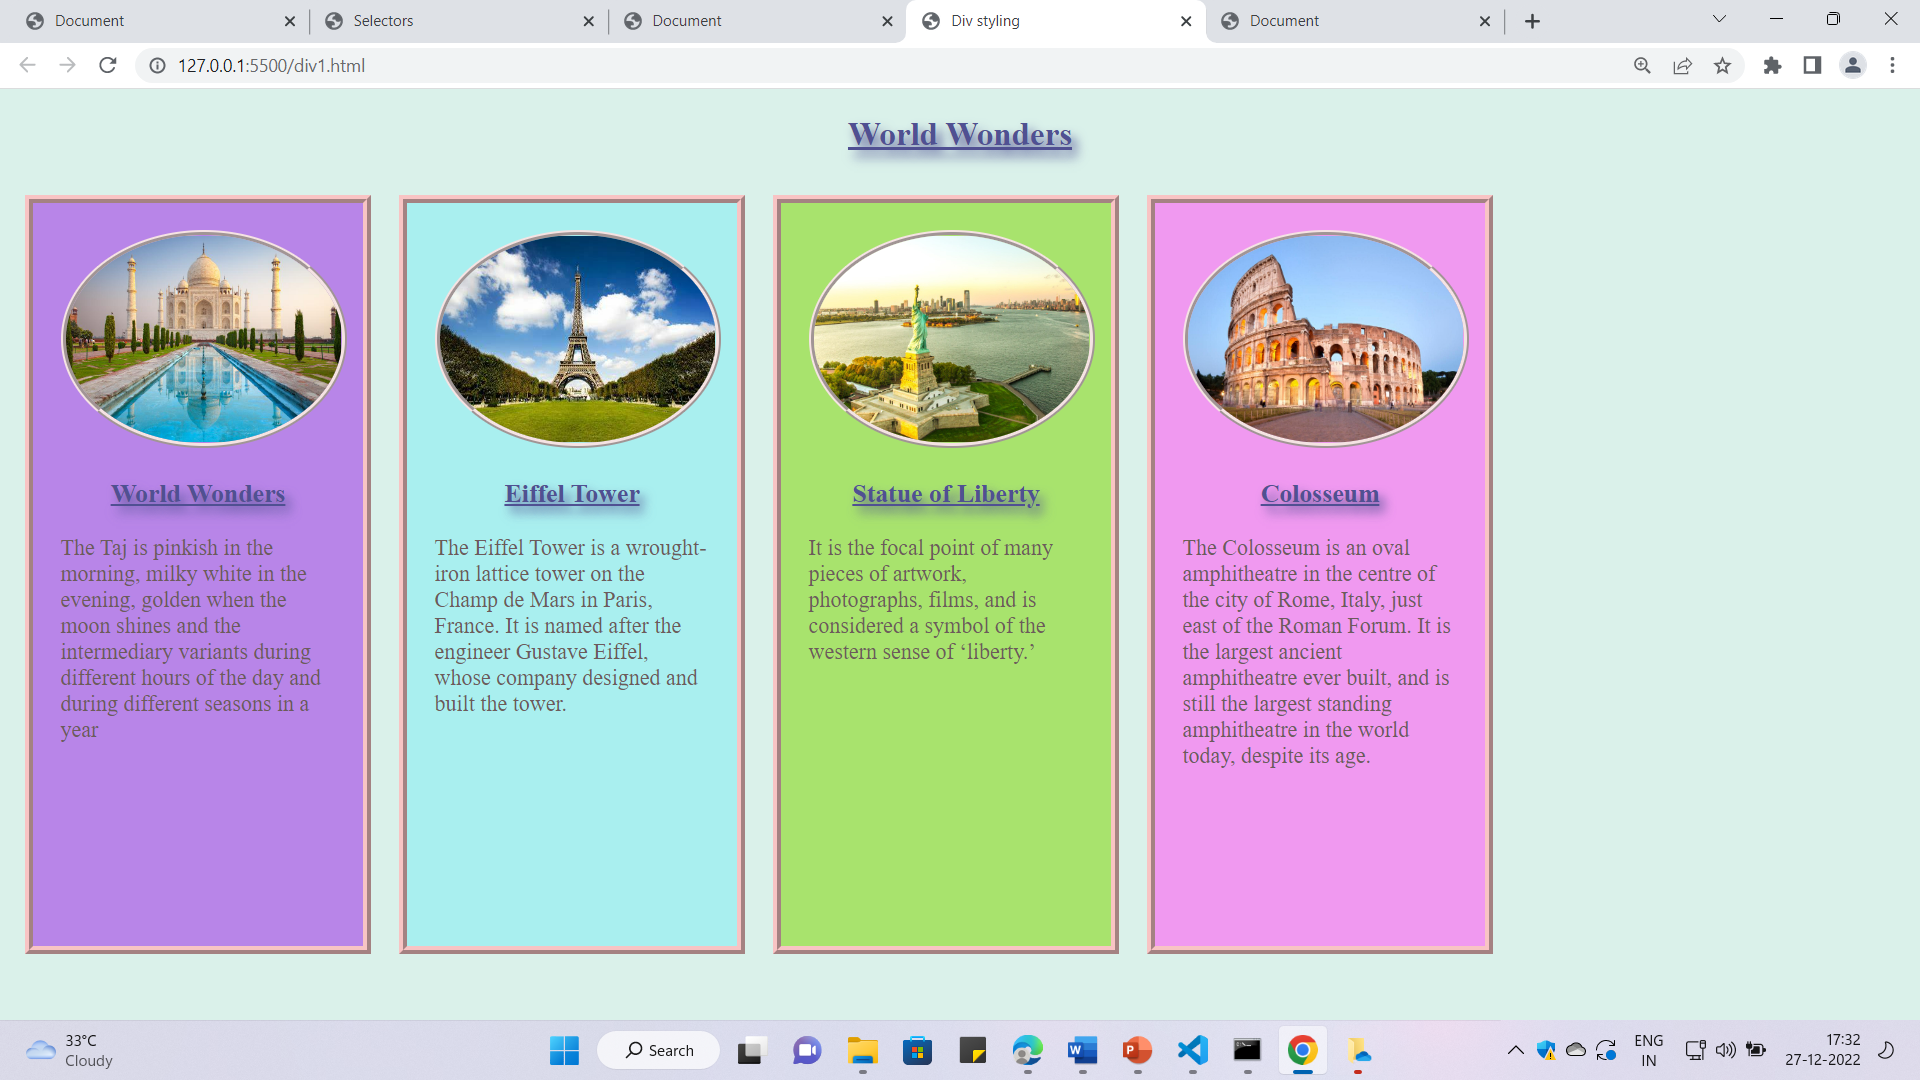 Document
Selectors
Document
Div styling
Document
127.0.0.1:5500/div1.html
World Wonders
World Wonders
The Taj is pinkish in the
morning, milky white in the
evening, golden when the
moon shines and the
intermediary variants during
different hours of the day and
during different seasons in a
year
Eiffel Tower
The Eiffel Tower is a wrought-
iron lattice tower on the
Champ de Mars in Paris,
France. It is named after the
engineer Gustave Eiffel,
whose company designed and
built the tower.
Statue of Liberty
It is the focal point of many
pieces of artwork,
photographs, films, and is
considered a symbol of the
western sense of ‘liberty.’
Colosseum
The Colosseum is an oval
amphitheatre in the centre of
the city of Rome, Italy, just
east of the Roman Forum. It is
the largest ancient
amphitheatre ever built, and is
still the largest standing
amphitheatre in the world
today, despite its age.
33°C
Cloudy
Search
ENG
IN
17:32
27-12-2022